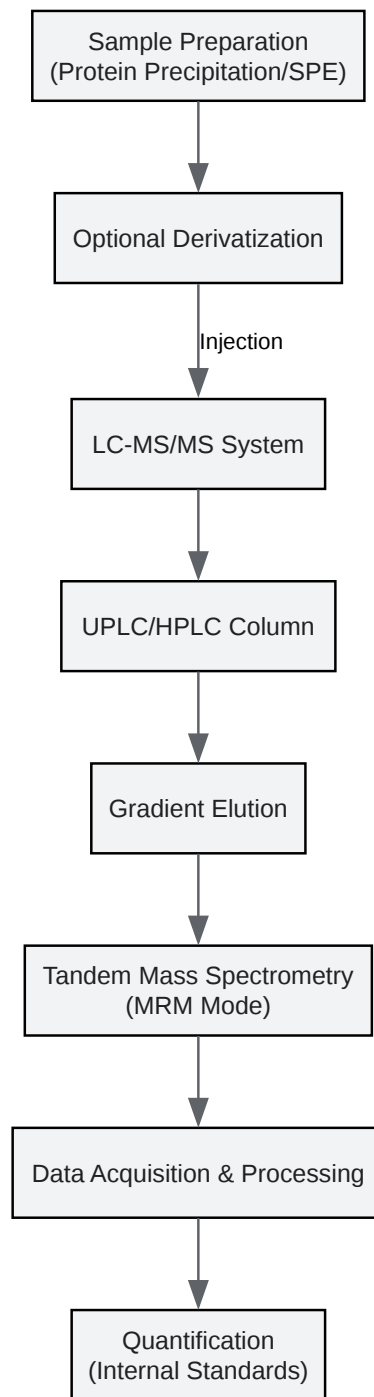 Sample Preparation
(Protein Precipitation/SPE)
Optional Derivatization
Injection
LC-MS/MS System
UPLC/HPLC Column
Gradient Elution
Tandem Mass Spectrometry
(MRM Mode)
Data Acquisition & Processing
Quantification
(Internal Standards)